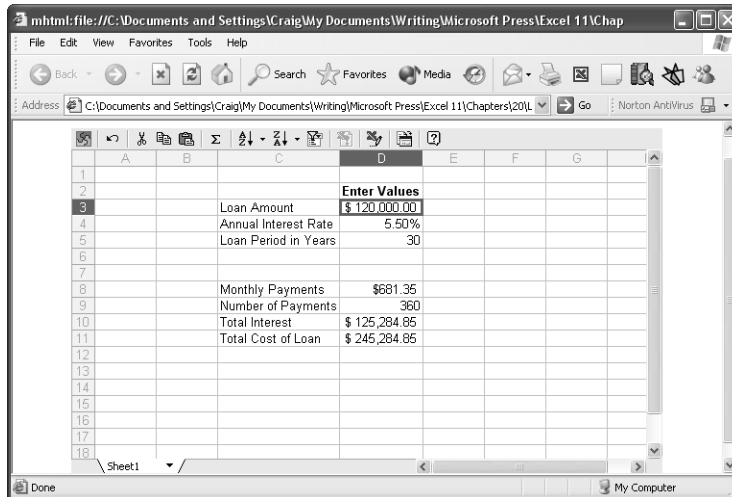 mhtml:file://C:\Documents and Settings\Craig\My Documents\Writing\Microsoft Press\Excel 11\Chap
File Edit View Favorites Tools Help
Back Search Favorites Media
Address C:\Documents and Settings\Craig\My Documents\Writing\Microsoft Press\Excel 11\Chapters\20\L Go Norton AntiVirus
A B C D E F G
1
2 Enter Values
3 Loan Amount $ 120,000.00
4 Annual Interest Rate 5.50%
5 Loan Period in Years 30
6
7
8 Monthly Payments $681.35
9 Number of Payments 360
10 Total Interest $ 125,284.85
11 Total Cost of Loan $ 245,284.85
12
13
14
15
16
17
18
Sheet1
Done My Computer